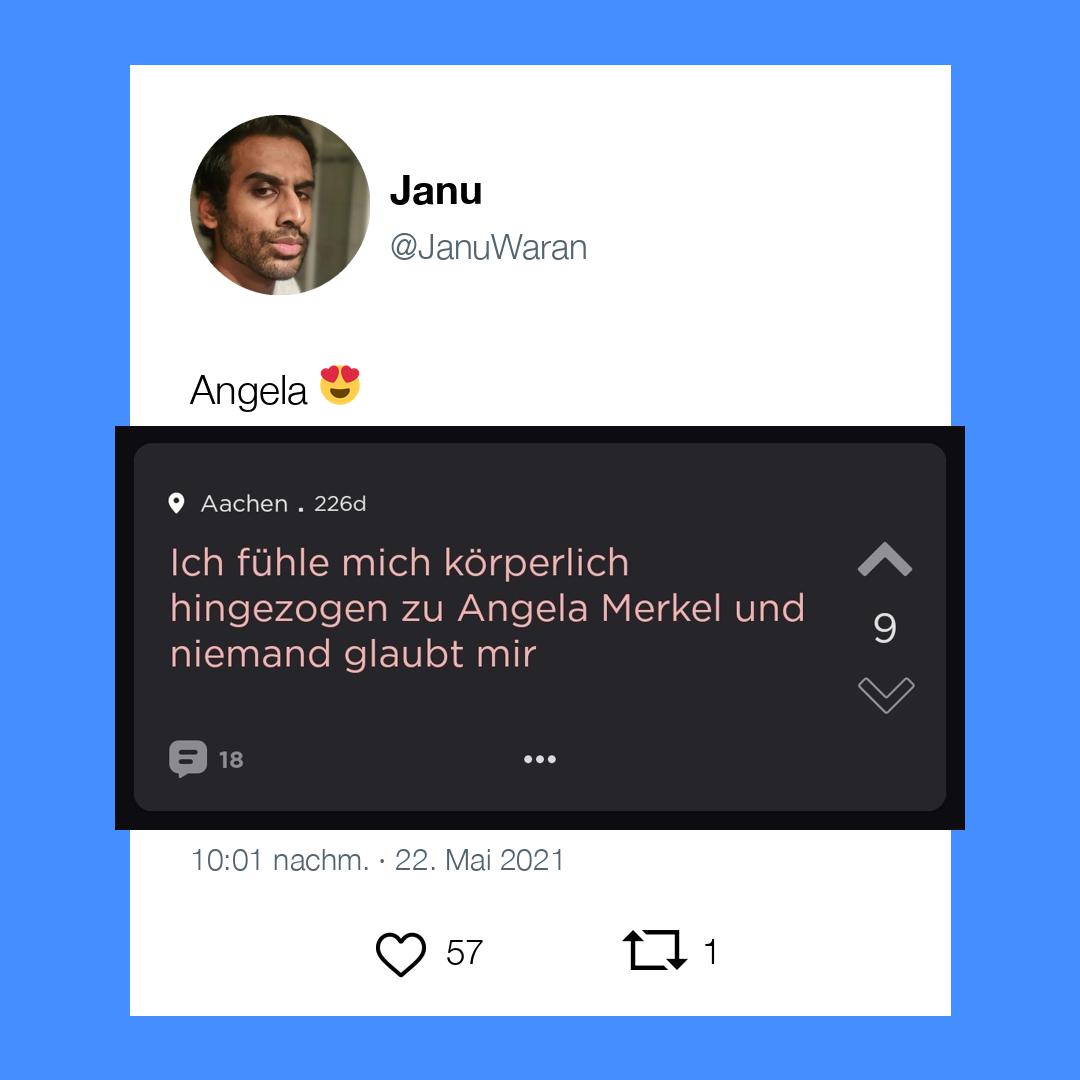 Janu
@JanuWaran
Angela 😍
Aachen . 226d
Ich fühle mich körperlich
hingezogen zu Angela Merkel und
niemand glaubt mir
9
18
10:01 nachm. · 22. Mai 2021
57 1